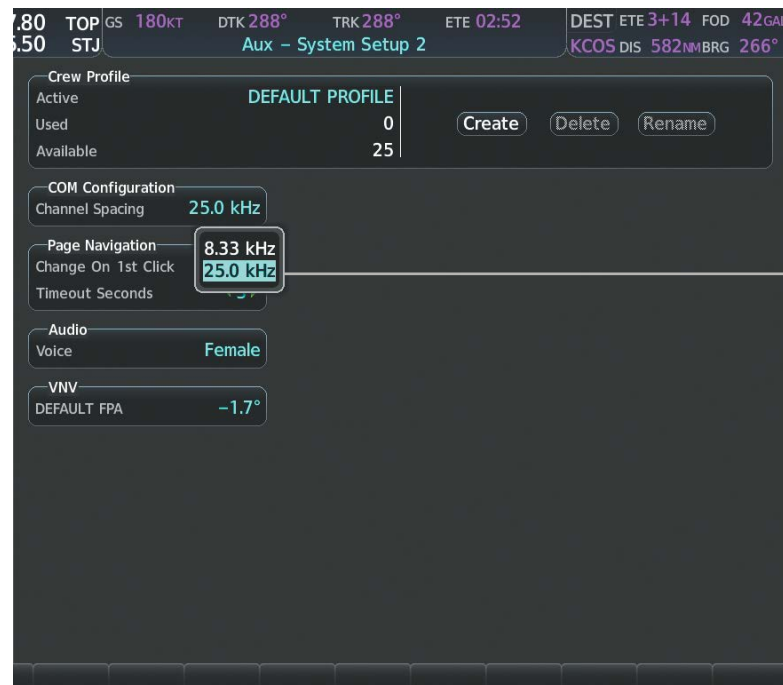 .80 TOP GS 180KT DTK 288° TRK 288° ETE 02:52 DEST ETE 3+14 FOD 42GAL
.50 STJ Aux – System Setup 2 KCOS DIS 582NM BRG 266°
Crew Profile
Active DEFAULT PROFILE
Used 0 Create Delete Rename
Available 25
COM Configuration
Channel Spacing 25.0 kHz
Page Navigation 8.33 kHz
Change On 1st Click 25.0 kHz
Timeout Seconds
Audio
Voice Female
VNV
DEFAULT FPA –1.7°